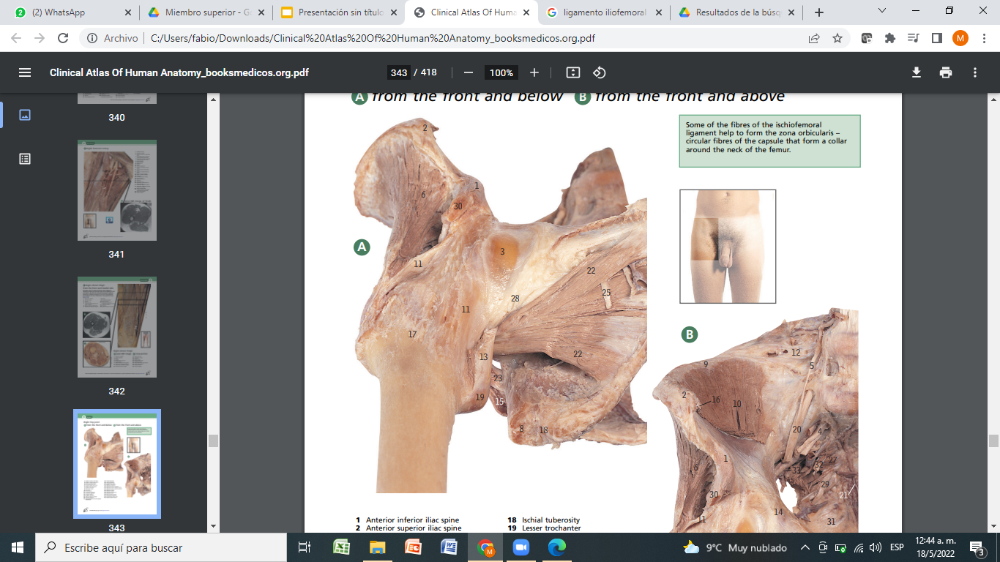 (2) WhatsApp
Miembro superior - G
Presentación sin título
Clinical Atlas Of Huma
ligamento iliofemoral
Resultados de la búsq
Archivo
C:/Users/fabio/Downloads/Clinical%20Atlas%20Of%20Human%20Anatomy_booksmedicos.org.pdf
M
Clinical Atlas Of Human Anatomy_booksmedicos.org.pdf
343 / 418
100%
340
341
342
343
A from the front and below B from the front and above
Some of the fibres of the ischiofemoral
ligament help to form the zona orbicularis –
circular fibres of the capsule that form a collar
around the neck of the femur.
A
2
1
6
30
3
11
22
25
28
11
17
22
13
23
19
15
8
18
B
12
9
5
2
16
10
20
4
1
27
32
6
33
29
21
30
14
11
31
1 Anterior inferior iliac spine
2 Anterior superior iliac spine
18 Ischial tuberosity
19 Lesser trochanter
Escribe aquí para buscar
9°C Muy nublado
ESP
12:44 a. m.
18/5/2022
3